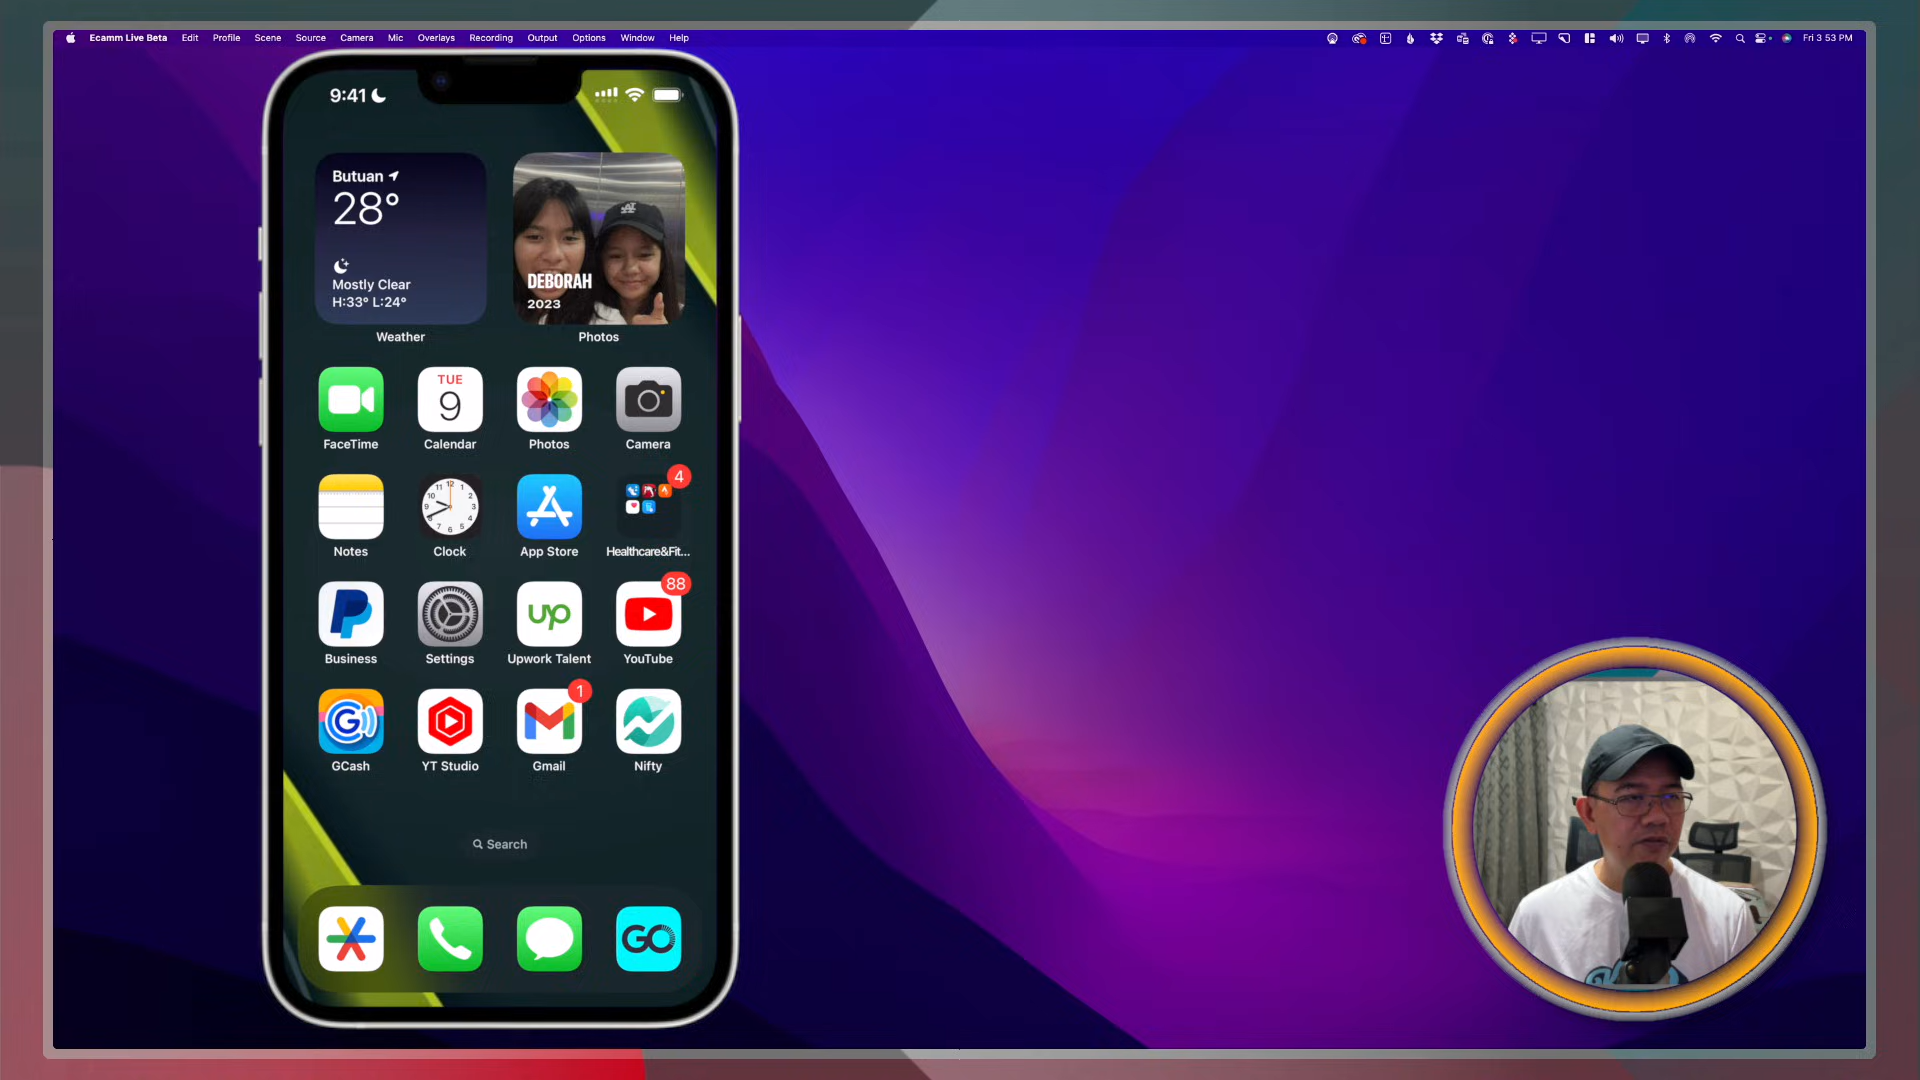 Ecamm Live Beta Edit Profile Scene Source Camera Mic Overlays Recording Output Options Window Help
Fri 3 53 PM
9:41
Butuan
28°
Mostly Clear
H:33° L:24°
Weather
DEBORAH
2023
Photos
FaceTime
TUE
9
Calendar
Photos
Camera
Notes
Clock
App Store
4
Healthcare&Fit...
Business
Settings
up
Upwork Talent
88
YouTube
GCash
YT Studio
1
Gmail
Nifty
Search
GO